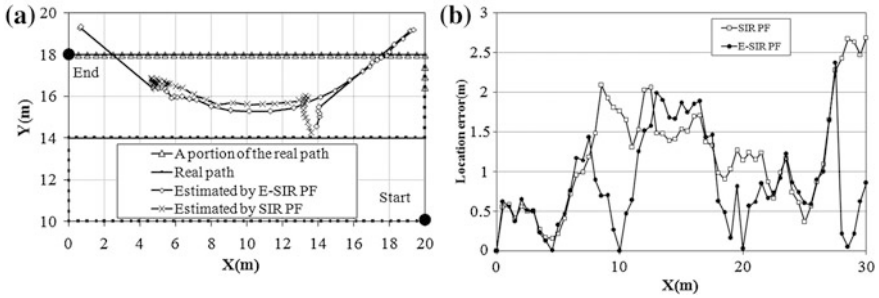 (a)
20
18
16
14
12
10
Y(m)
End
A portion of the real path
Real path
Estimated by E-SIR PF
Estimated by SIR PF
Start
0 2 4 6 8 10 12 14 16 18 20
X(m)
(b)
3
2.5
2
1.5
1
0.5
0
Location error(m)
SIR PF
E-SIR PF
0 10 20 30
X(m)